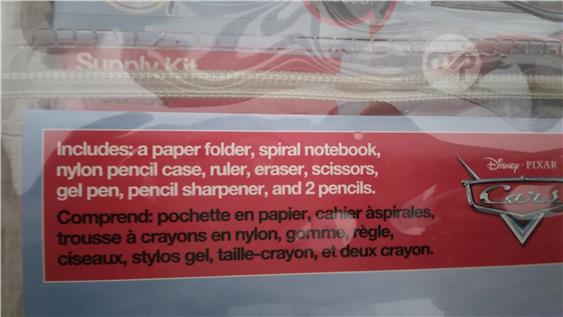 Supply Kit
Includes: a paper folder, spiral notebook,
nylon pencil case, ruler, eraser, scissors,
gel pen, pencil sharpener, and 2 pencils.
Comprend: pochette en papier, cahier àspirales,
trousse à crayons en nylon, gomme, règle,
ciseaux, stylos gel, taille-crayon, et deux crayon.
Disney · PIXAR
Cars